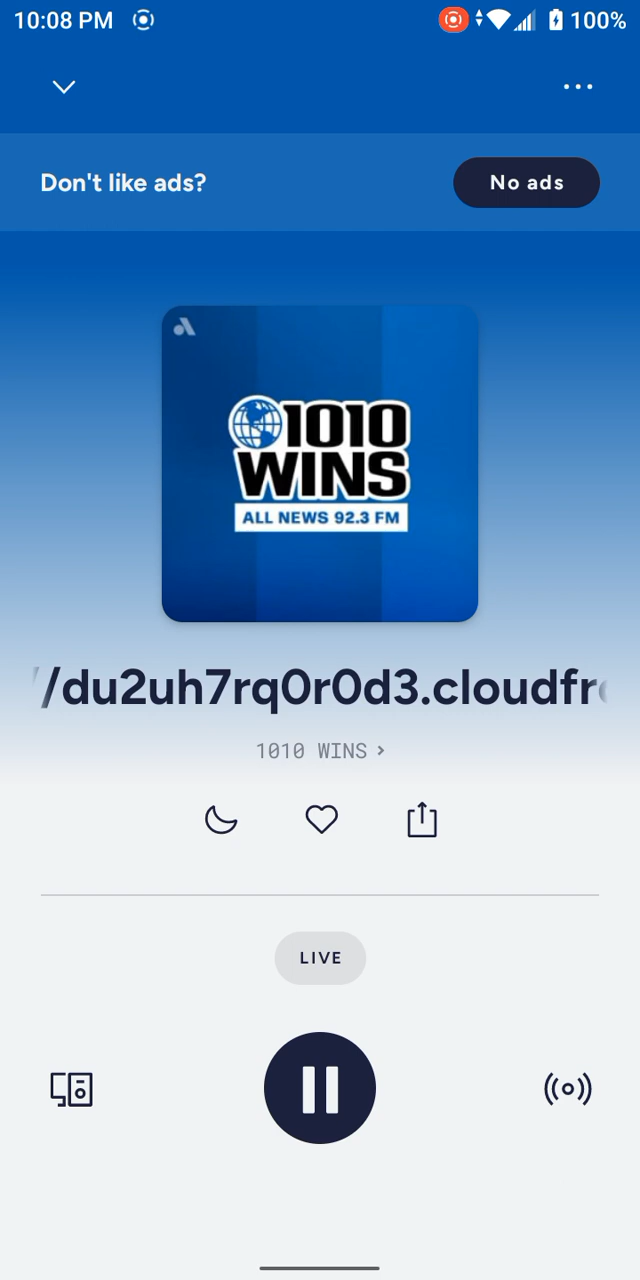 10:08 PM
100%
Don't like ads?
No ads
1010
WINS
ALL NEWS 92.3 FM
/du2uh7rq0r0d3.cloudfr
1010 WINS
LIVE